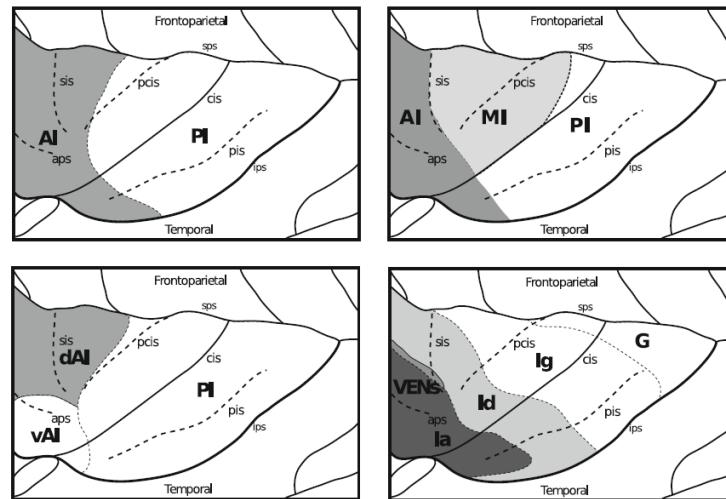 Frontoparietal
sps
sis
pcis
cis
AI
PI
aps
pis
ips
Temporal
Frontoparietal
sps
sis
pcis
cis
AI
MI
PI
aps
pis
ips
Temporal
Frontoparietal
sps
sis
pcis
dAI
cis
PI
aps
pis
vAI
ips
Temporal
Frontoparietal
sps
sis
pcis
Ig
cis
G
VENs
Id
aps
pis
Ia
ips
Temporal